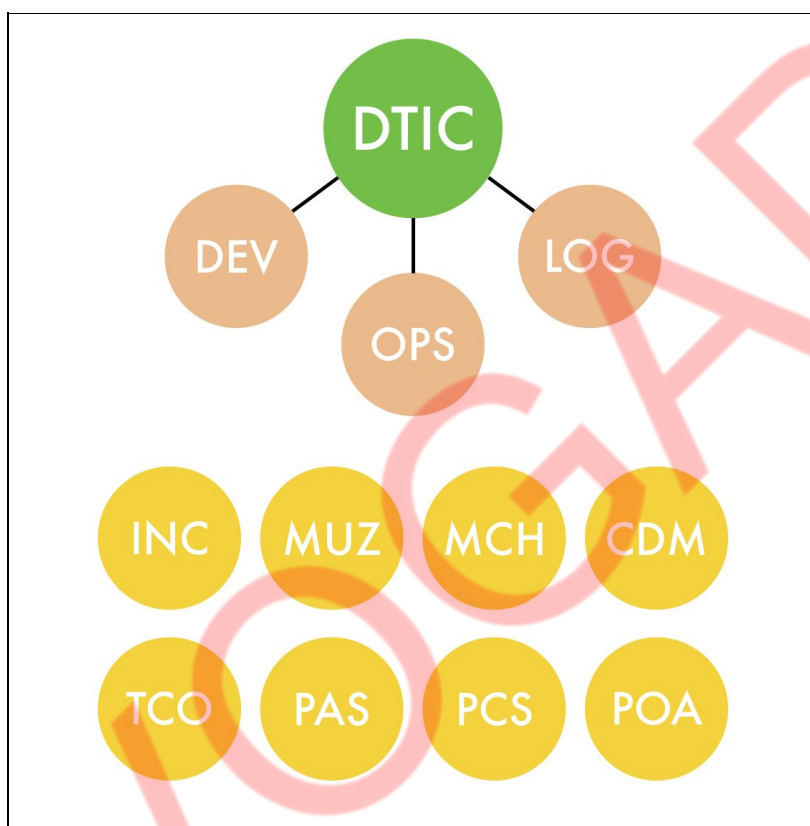 DTIC
DEV
LOG
OPS
INC MUZ MCH CDM
TCO PAS PCS POA